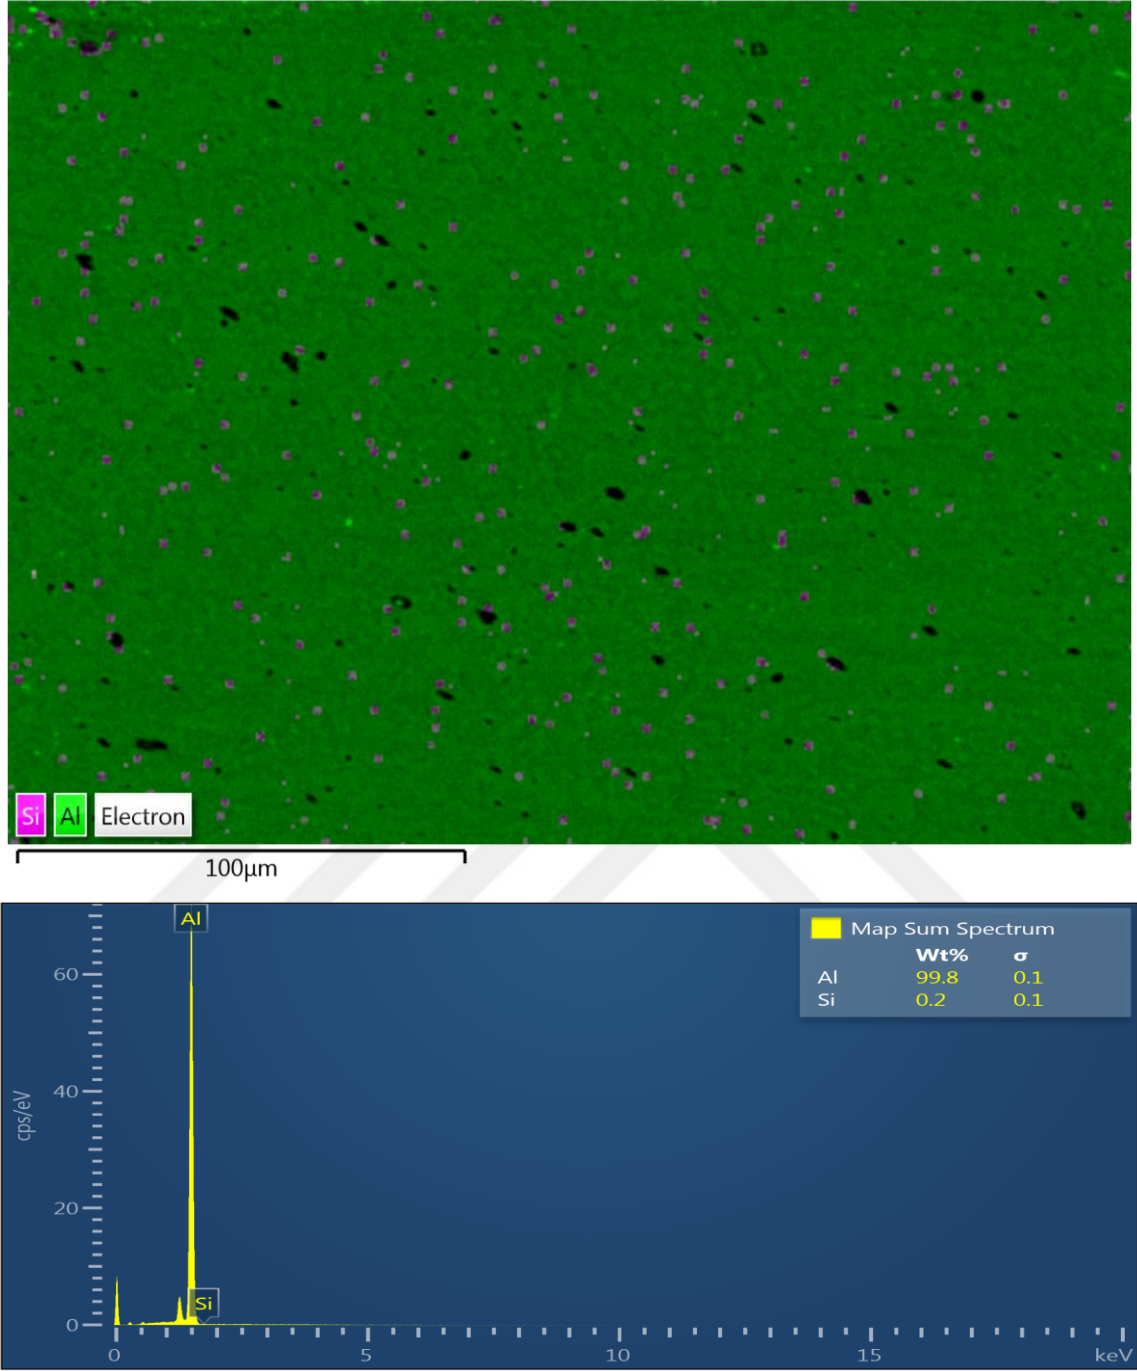 Si Al Electron
100μm
Al
Map Sum Spectrum
Wt% σ
Al 99.8 0.1
Si 0.2 0.1
60
cps/eV
40
20
Si
0
0 5 10 15 keV